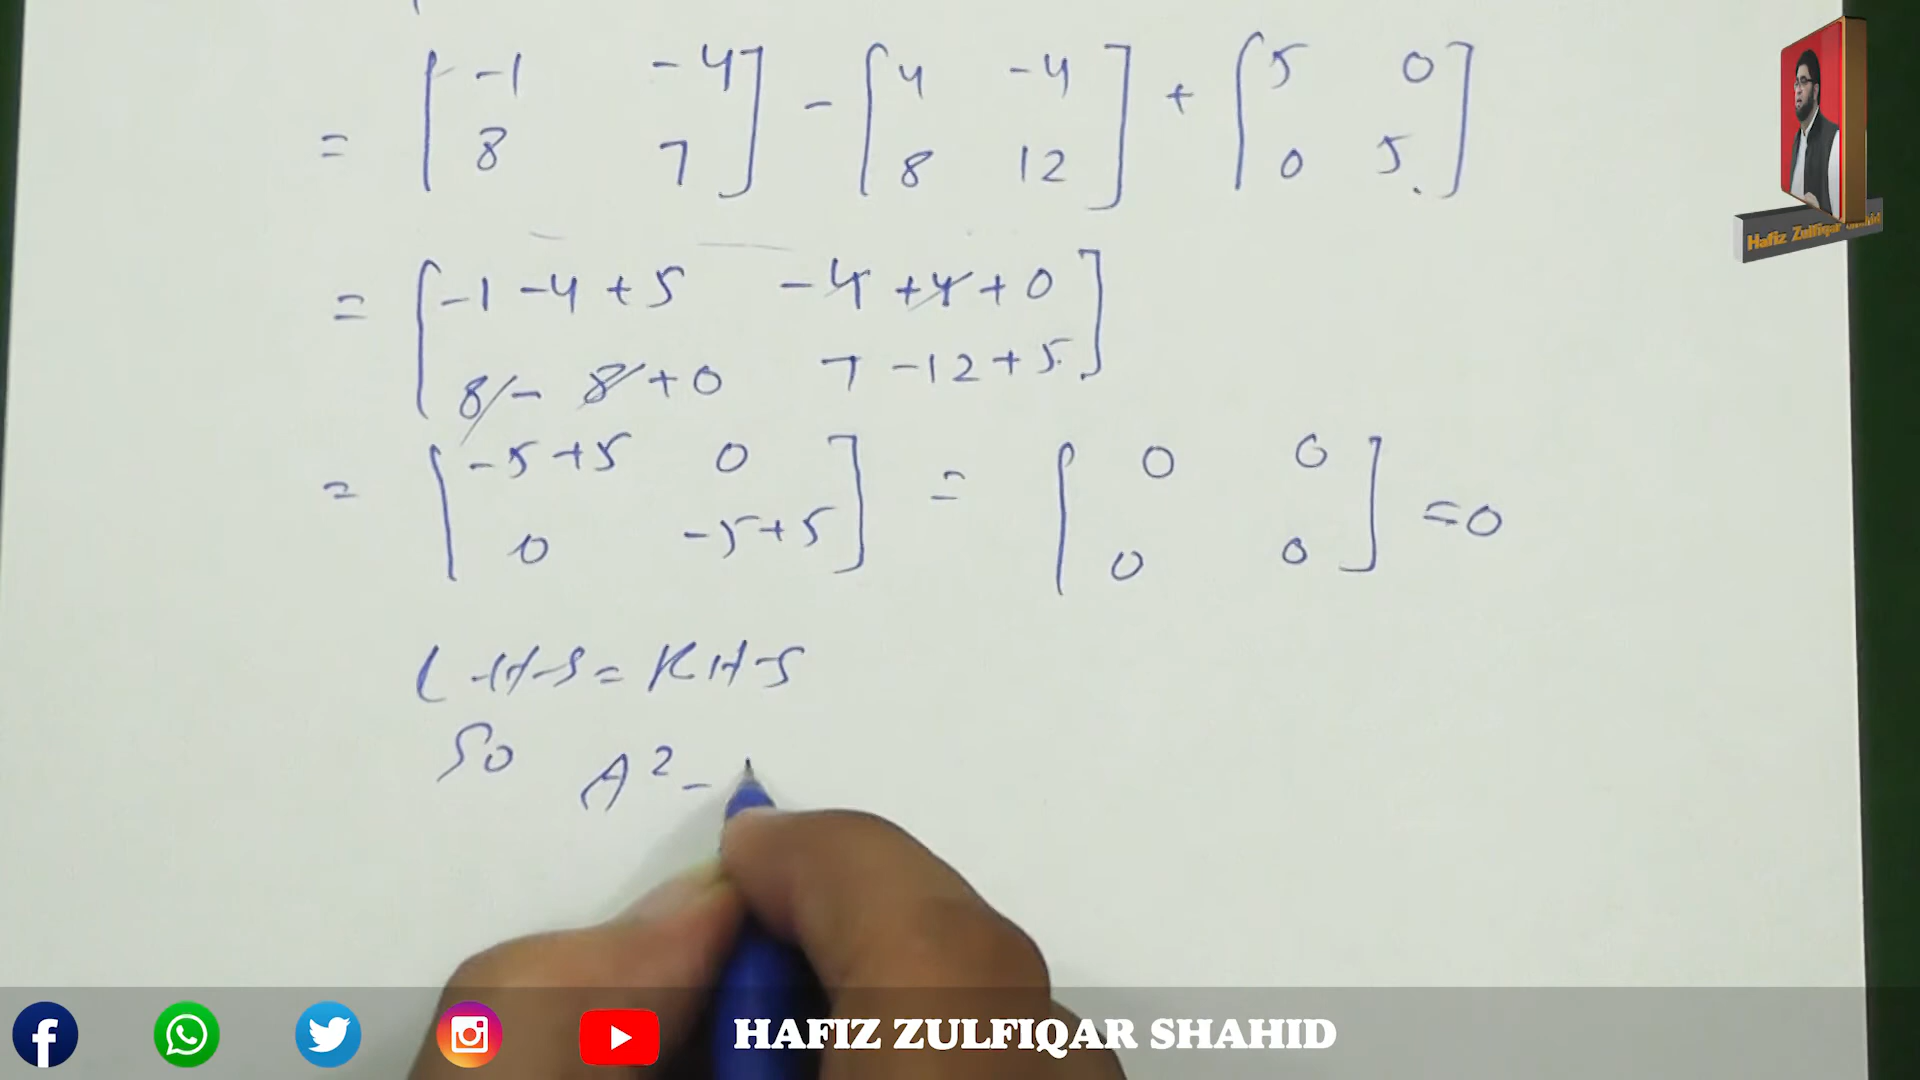 = [ -1 -4 ] - [ 4 -4 ] + [ 5 0 ]
[ 8 7 ] [ 8 12 ] [ 0 5. ]
= [ -1 -4 +5 -4 +4 +0 ]
[ 8 - 8 +0 7 -12 +5. ]
= [ -5 +5 0 ] = [ 0 0 ] =0
[ 0 -5+5 ] [ 0 0 ]
L-H-S = RH-S
So A² -
Hafiz Zulfiqar Shahid
HAFIZ ZULFIQAR SHAHID